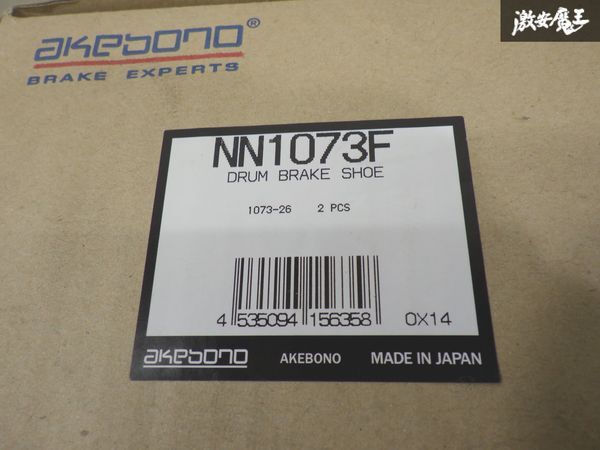 akebono®
BRAKE EXPERTS
激安魔王
NN1073F
DRUM BRAKE SHOE
1073-26 2 PCS
4 535094 156358 0X14
akebono AKEBONO MADE IN JAPAN